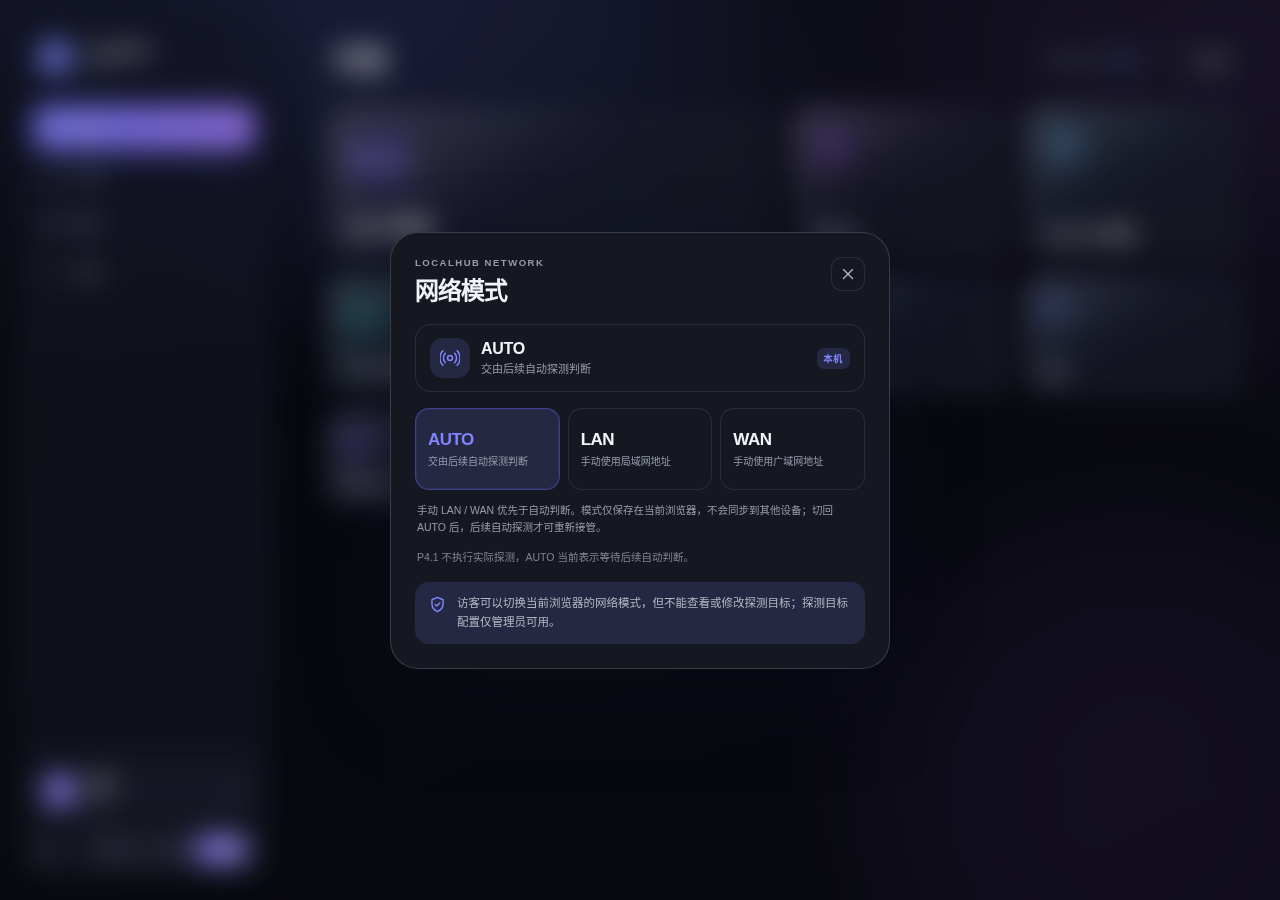 LOCALHUB NETWORK
网络模式
AUTO
交由后续自动探测判断
本机
AUTO
交由后续自动探测判断
LAN
手动使用局域网地址
WAN
手动使用广域网地址
手动 LAN / WAN 优先于自动判断。模式仅保存在当前浏览器，不会同步到其他设备；切回
AUTO 后，后续自动探测才可重新接管。
P4.1 不执行实际探测，AUTO 当前表示等待后续自动判断。
访客可以切换当前浏览器的网络模式，但不能查看或修改探测目标；探测目标
配置仅管理员可用。